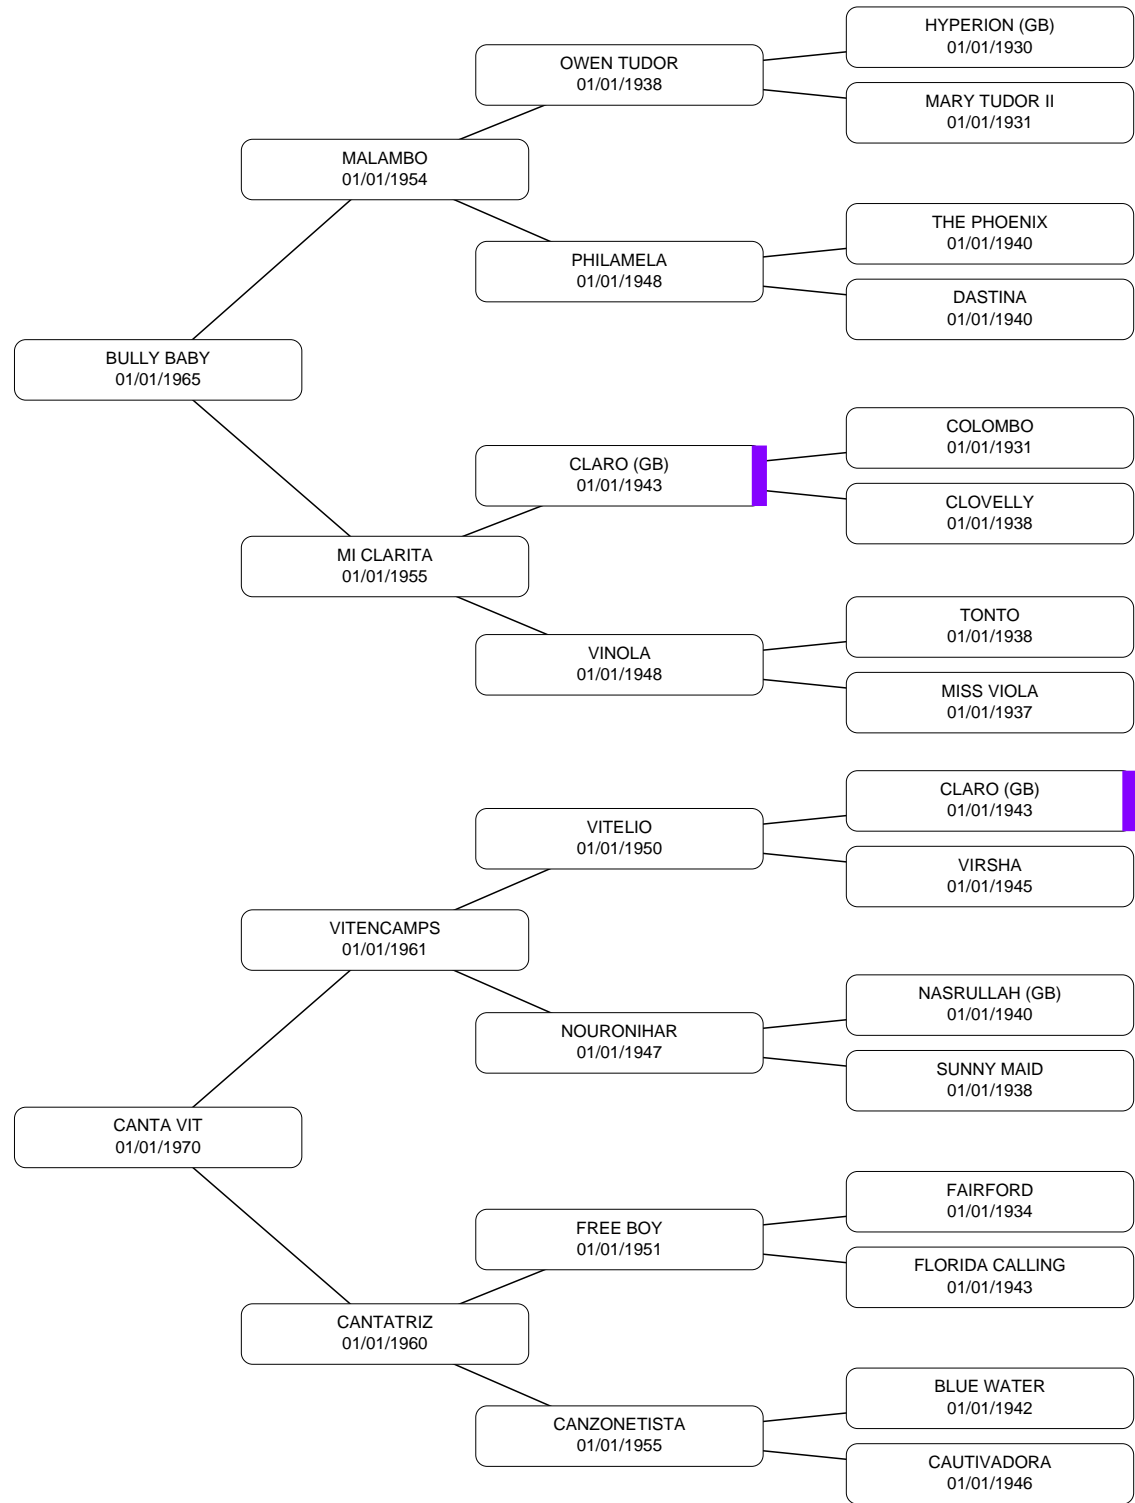 HYPERION (GB)
01/01/1930
OWEN TUDOR
01/01/1938
MARY TUDOR II
01/01/1931
MALAMBO
01/01/1954
THE PHOENIX
01/01/1940
PHILAMELA
01/01/1948
DASTINA
01/01/1940
BULLY BABY
01/01/1965
COLOMBO
01/01/1931
CLARO (GB)
01/01/1943
CLOVELLY
01/01/1938
MI CLARITA
01/01/1955
TONTO
01/01/1938
VINOLA
01/01/1948
MISS VIOLA
01/01/1937
CLARO (GB)
01/01/1943
VITELIO
01/01/1950
VIRSHA
01/01/1945
VITENCAMPS
01/01/1961
NASRULLAH (GB)
01/01/1940
NOURONIHAR
01/01/1947
SUNNY MAID
01/01/1938
CANTA VIT
01/01/1970
FAIRFORD
01/01/1934
FREE BOY
01/01/1951
FLORIDA CALLING
01/01/1943
CANTATRIZ
01/01/1960
BLUE WATER
01/01/1942
CANZONETISTA
01/01/1955
CAUTIVADORA
01/01/1946